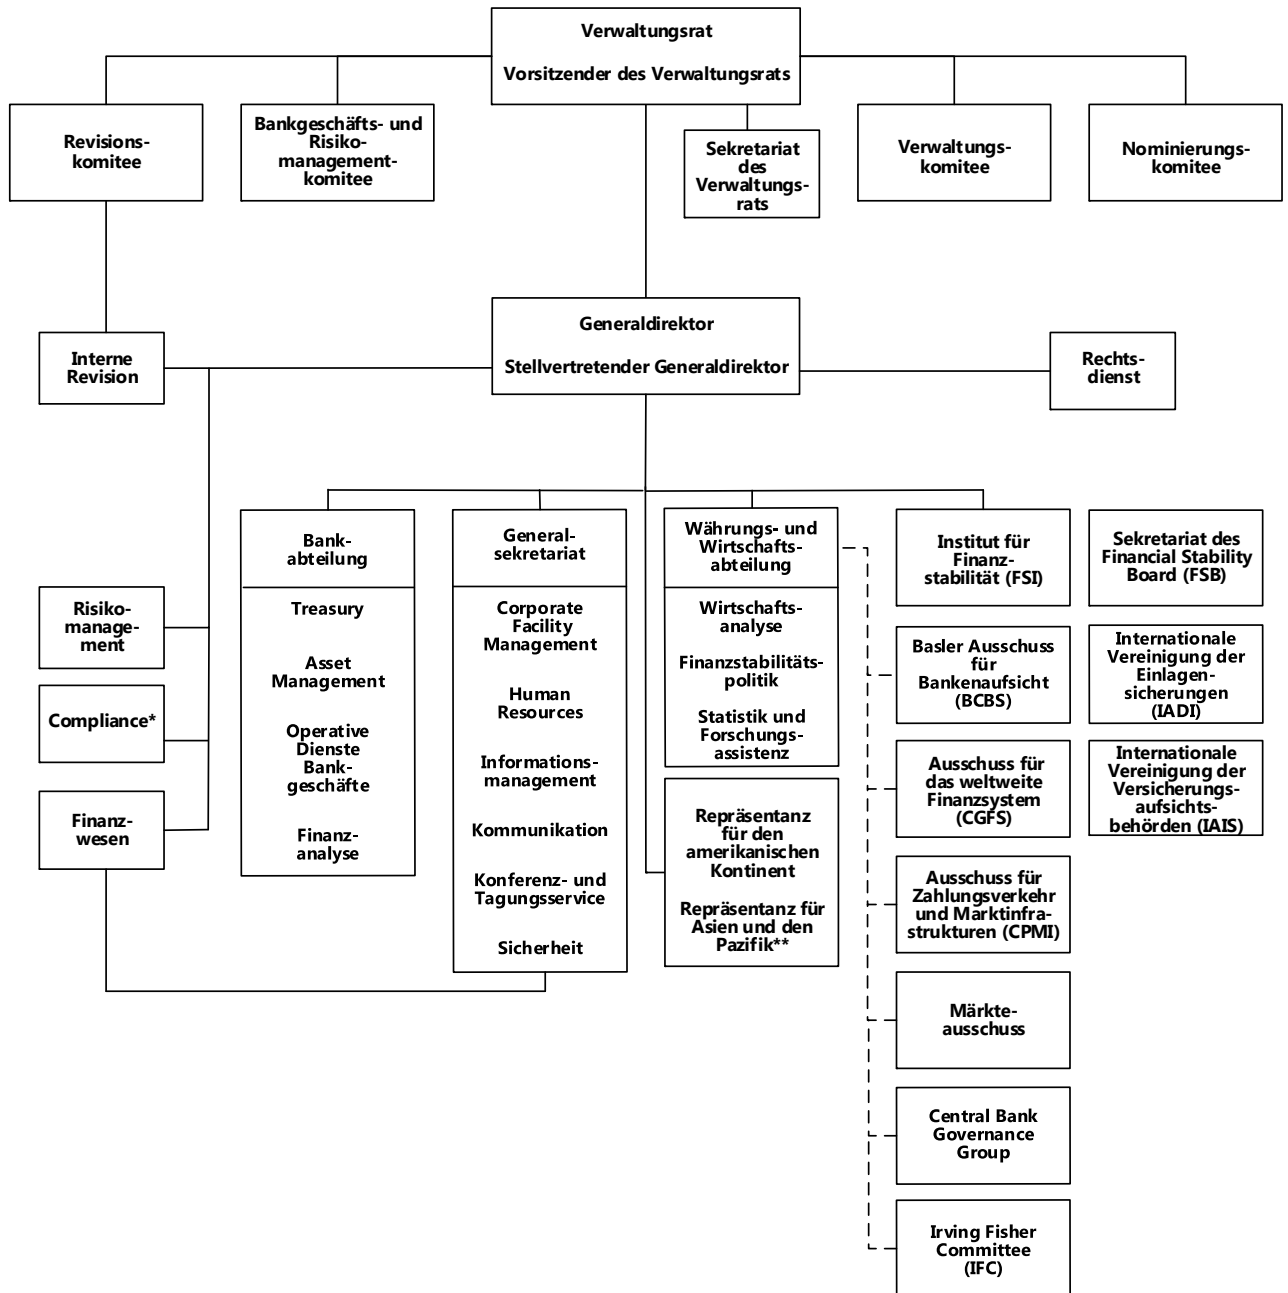 Verwaltungsrat
Vorsitzender des Verwaltungsrats
Revisions-
komitee
Bankgeschäfts- und
Risiko-
management-
komitee
Sekretariat
des
Verwaltungs-
rats
Verwaltungs-
komitee
Nominierungs-
komitee
Generaldirektor
Stellvertretender Generaldirektor
Interne
Revision
Rechts-
dienst
Risiko-
manage-
ment
Compliance*
Finanz-
wesen
Bank-
abteilung
Treasury
Asset
Management
Operative
Dienste
Bank-
geschäfte
Finanz-
analyse
General-
sekretariat
Corporate
Facility
Management
Human
Resources
Informations-
management
Kommunikation
Konferenz- und
Tagungsservice
Sicherheit
Währungs- und
Wirtschafts-
abteilung
Wirtschafts-
analyse
Finanzstabilitäts-
politik
Statistik und
Forschungs-
assistenz
Repräsentanz
für den
amerikanischen
Kontinent
Repräsentanz für
Asien und den
Pazifik**
Institut für
Finanz-
stabilität (FSI)
Basler Ausschuss
für
Bankenaufsicht
(BCBS)
Ausschuss für
das weltweite
Finanzsystem
(CGFS)
Ausschuss für
Zahlungsverkehr
und Marktinfra-
strukturen (CPMI)
Märkte-
ausschuss
Central Bank
Governance
Group
Irving Fisher
Committee
(IFC)
Sekretariat des
Financial Stability
Board (FSB)
Internationale
Vereinigung der
Einlagen-
sicherungen
(IADI)
Internationale
Vereinigung der
Versicherungs-
aufsichts-
behörden (IAIS)